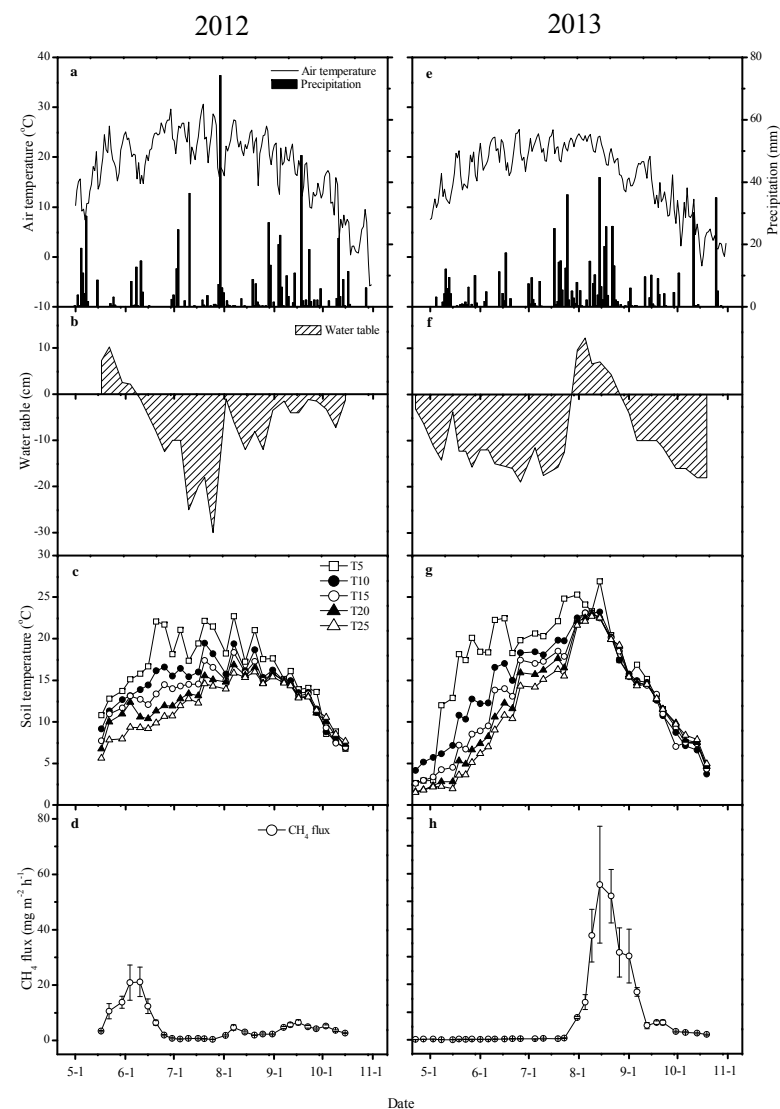 2012
2013
a
Air temperature
Precipitation
40
30
20
10
0
-10
Air temperature (°C)
e
80
60
40
20
0
Precipitation (mm)
b
Water table
10
0
-10
-20
-30
Water table (cm)
f
c
T5
T10
T15
T20
T25
30
25
20
15
10
5
0
Soil temperature (°C)
g
d
CH₄ flux
80
60
40
20
0
CH₄ flux (mg m⁻² h⁻¹)
h
5-1 6-1 7-1 8-1 9-1 10-1 11-1
5-1 6-1 7-1 8-1 9-1 10-1 11-1
Date